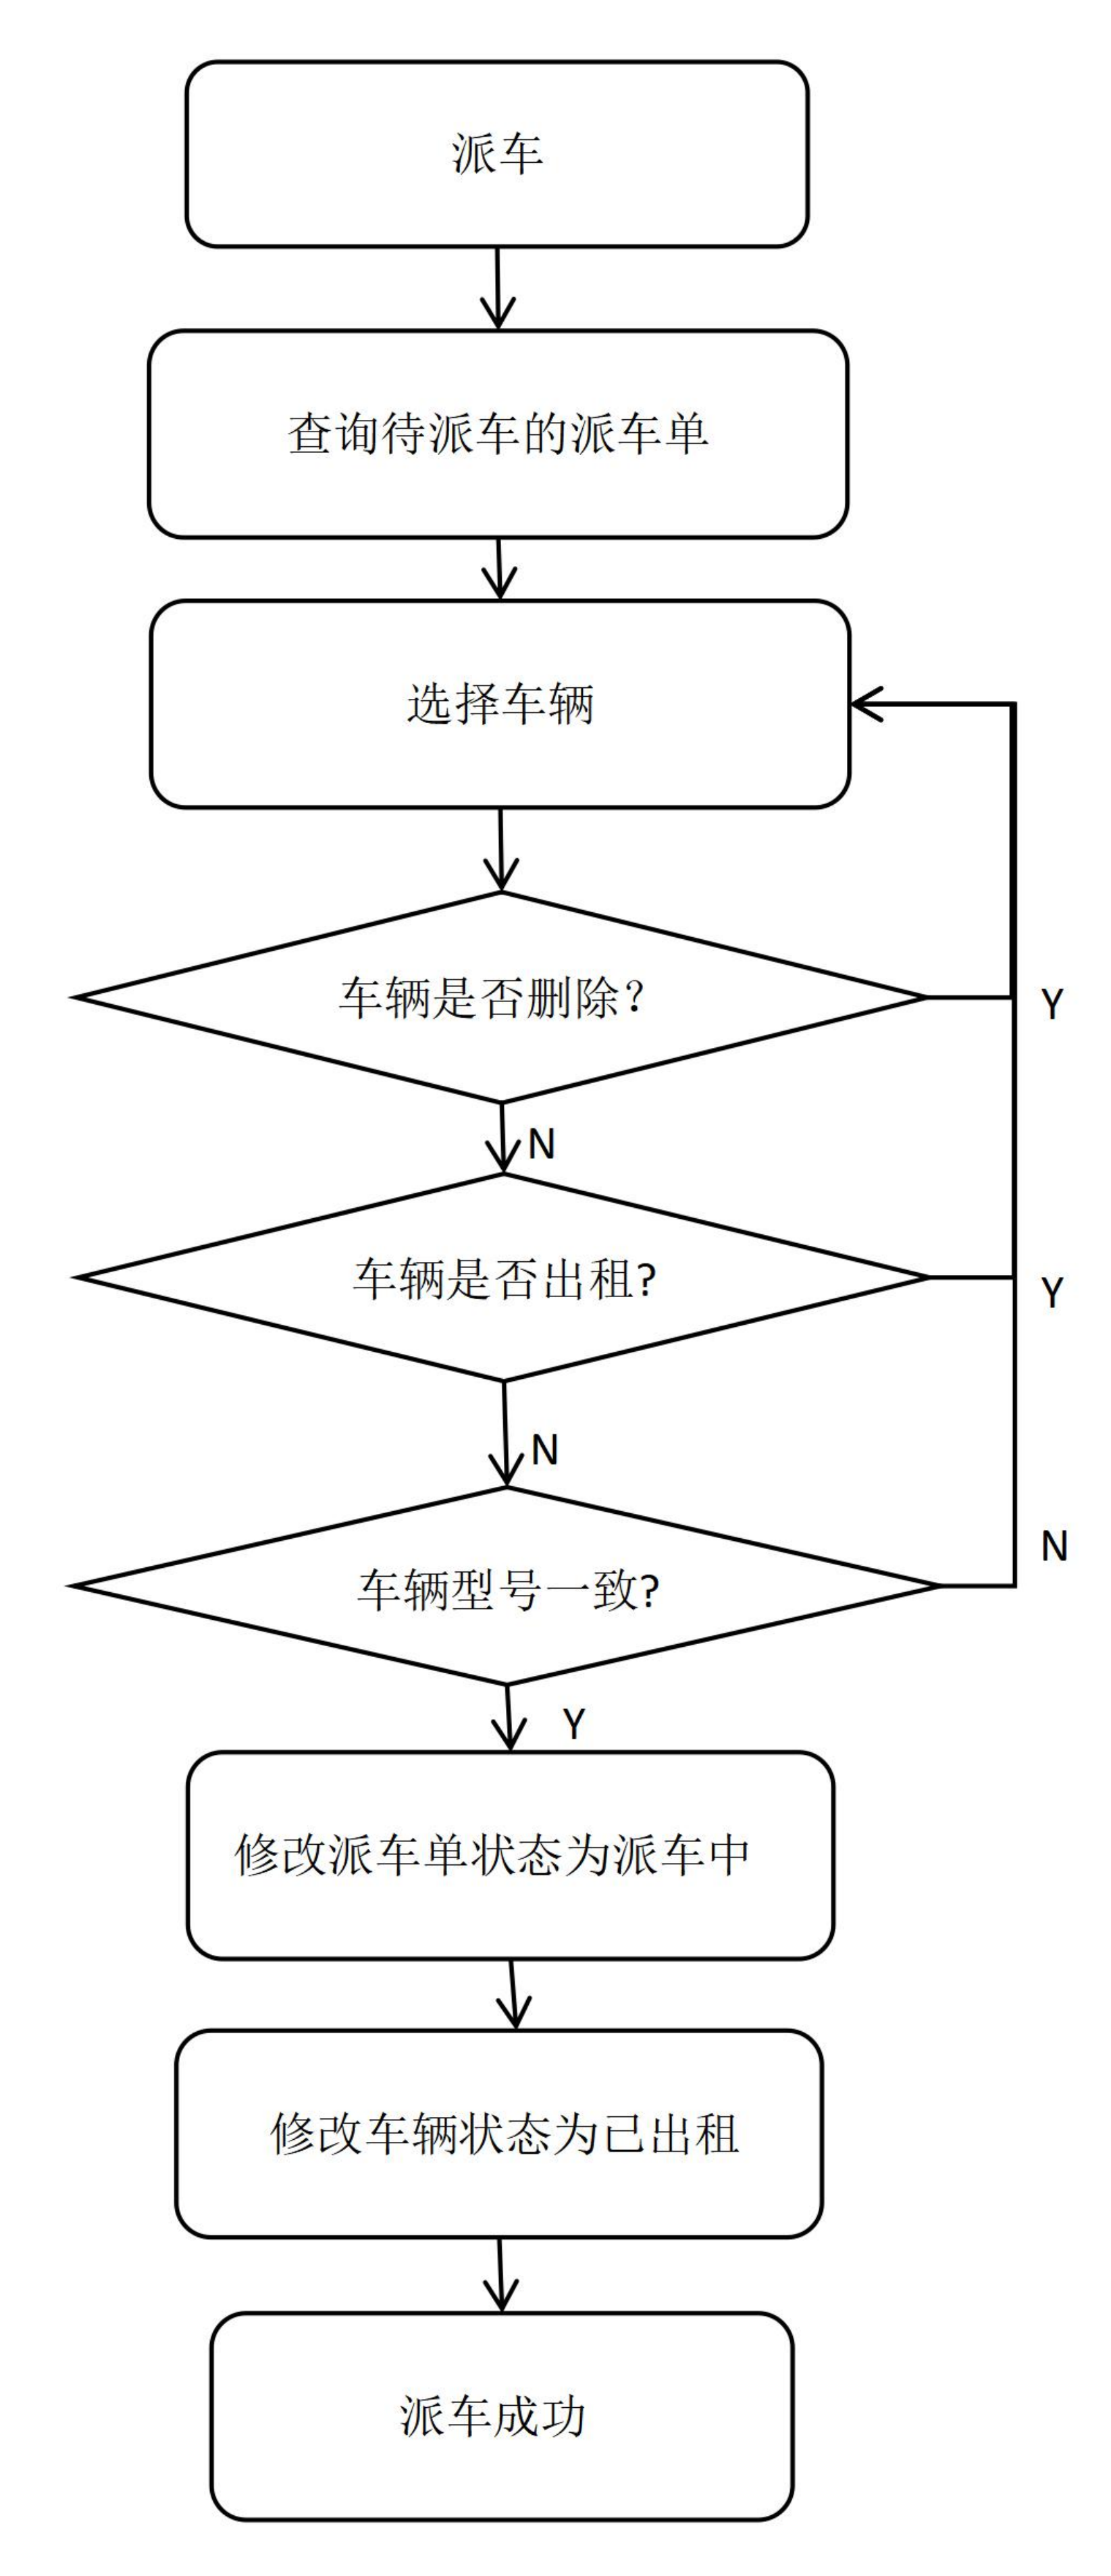 派车
查询待派车的派车单
选择车辆
车辆是否删除？
Y
N
车辆是否出租?
Y
N
车辆型号一致?
N
Y
修改派车单状态为派车中
修改车辆状态为已出租
派车成功